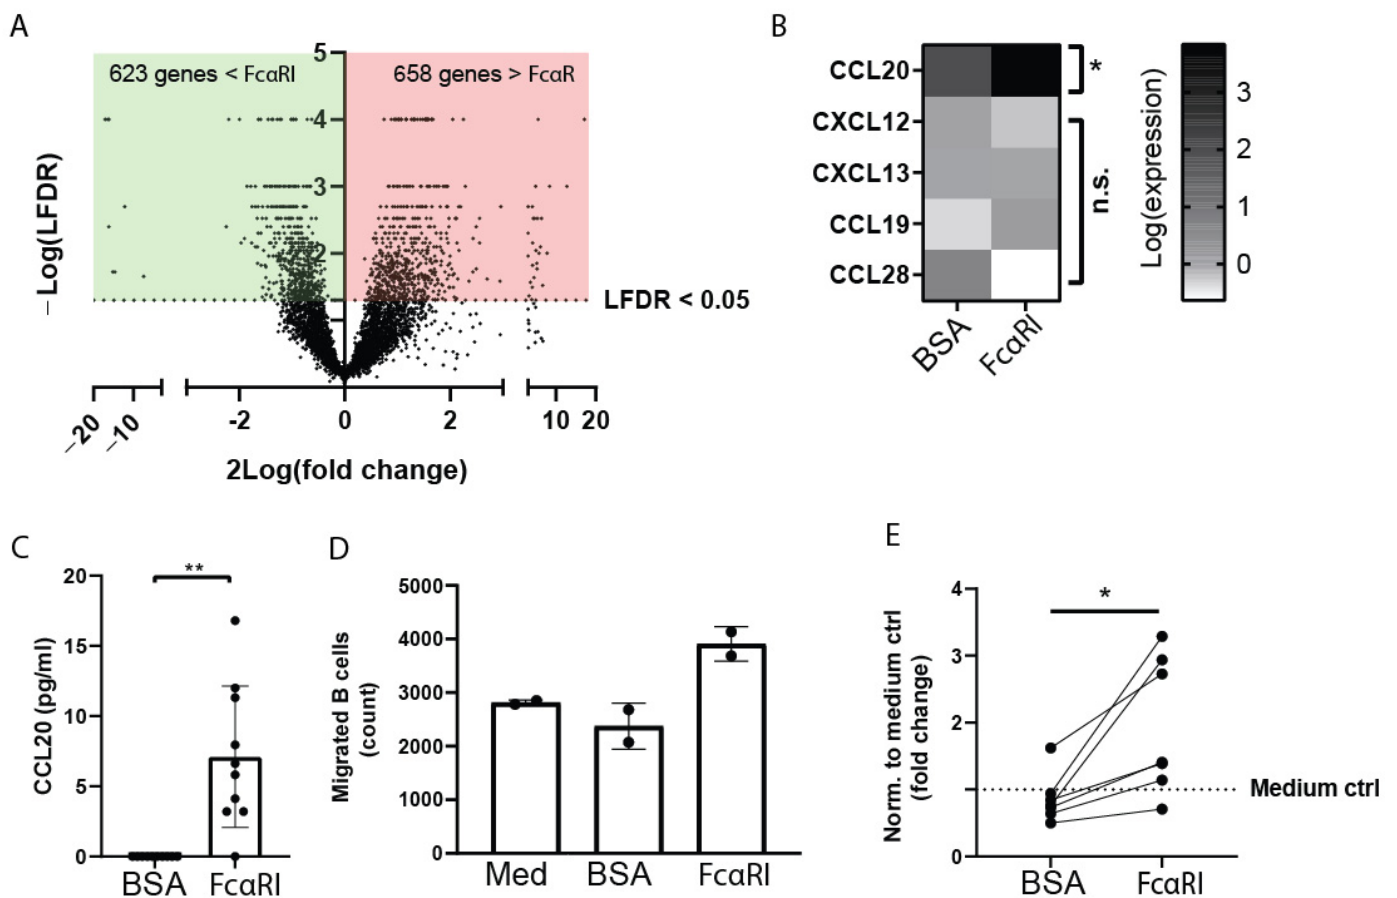 A
623 genes < FcαRI
658 genes > FcαR
5
4
3
2
– Log(LFDR)
LFDR < 0.05
–20
–10
-2
0
2
10
20
2Log(fold change)
B
CCL20
CXCL12
CXCL13
CCL19
CCL28
BSA
FcαRI
*
n.s.
Log(expression)
3
2
1
0
C
**
20
15
10
5
0
CCL20 (pg/ml)
BSA
FcαRI
D
5000
4000
3000
2000
1000
0
Migrated B cells
(count)
Med
BSA
FcαRI
E
*
4
3
2
0
Norm. to medium ctrl
(fold change)
Medium ctrl
BSA
FcαRI